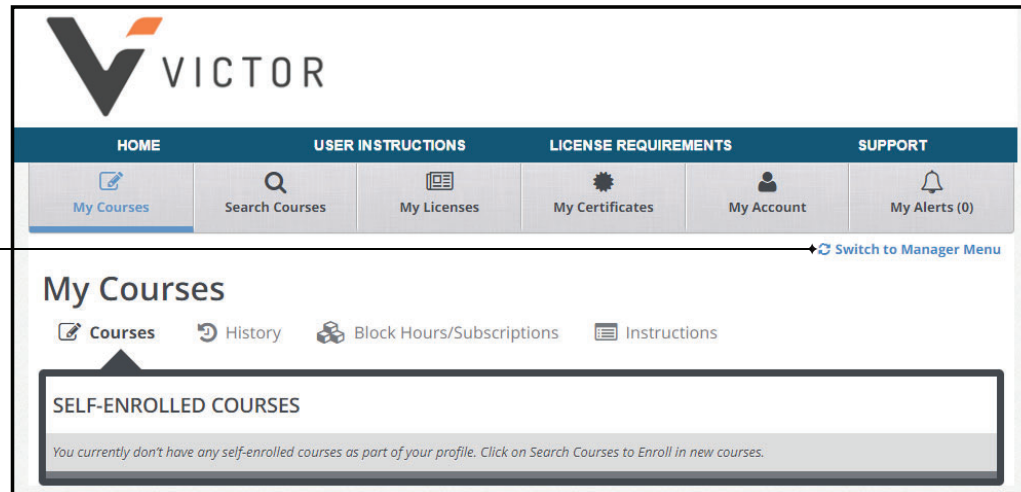 VICTOR
HOME USER INSTRUCTIONS LICENSE REQUIREMENTS SUPPORT
My Courses Search Courses My Licenses My Certificates My Account My Alerts (0)
Switch to Manager Menu
My Courses
Courses History Block Hours/Subscriptions Instructions
SELF-ENROLLED COURSES
You currently don't have any self-enrolled courses as part of your profile. Click on Search Courses to Enroll in new courses.